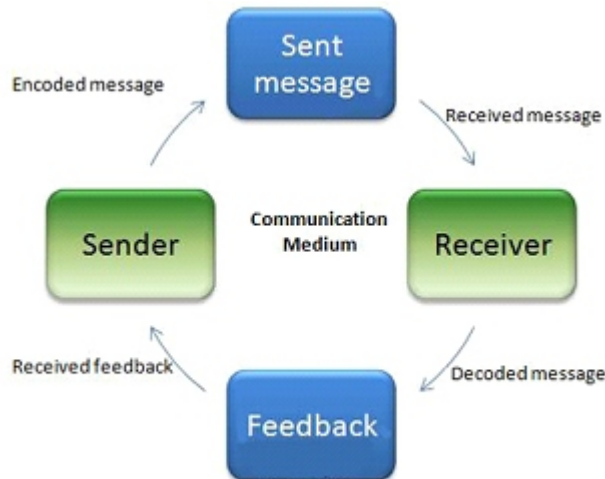 Sent
message
Encoded message
Received message
Sender
Communication
Medium
Receiver
Received feedback
Decoded message
Feedback